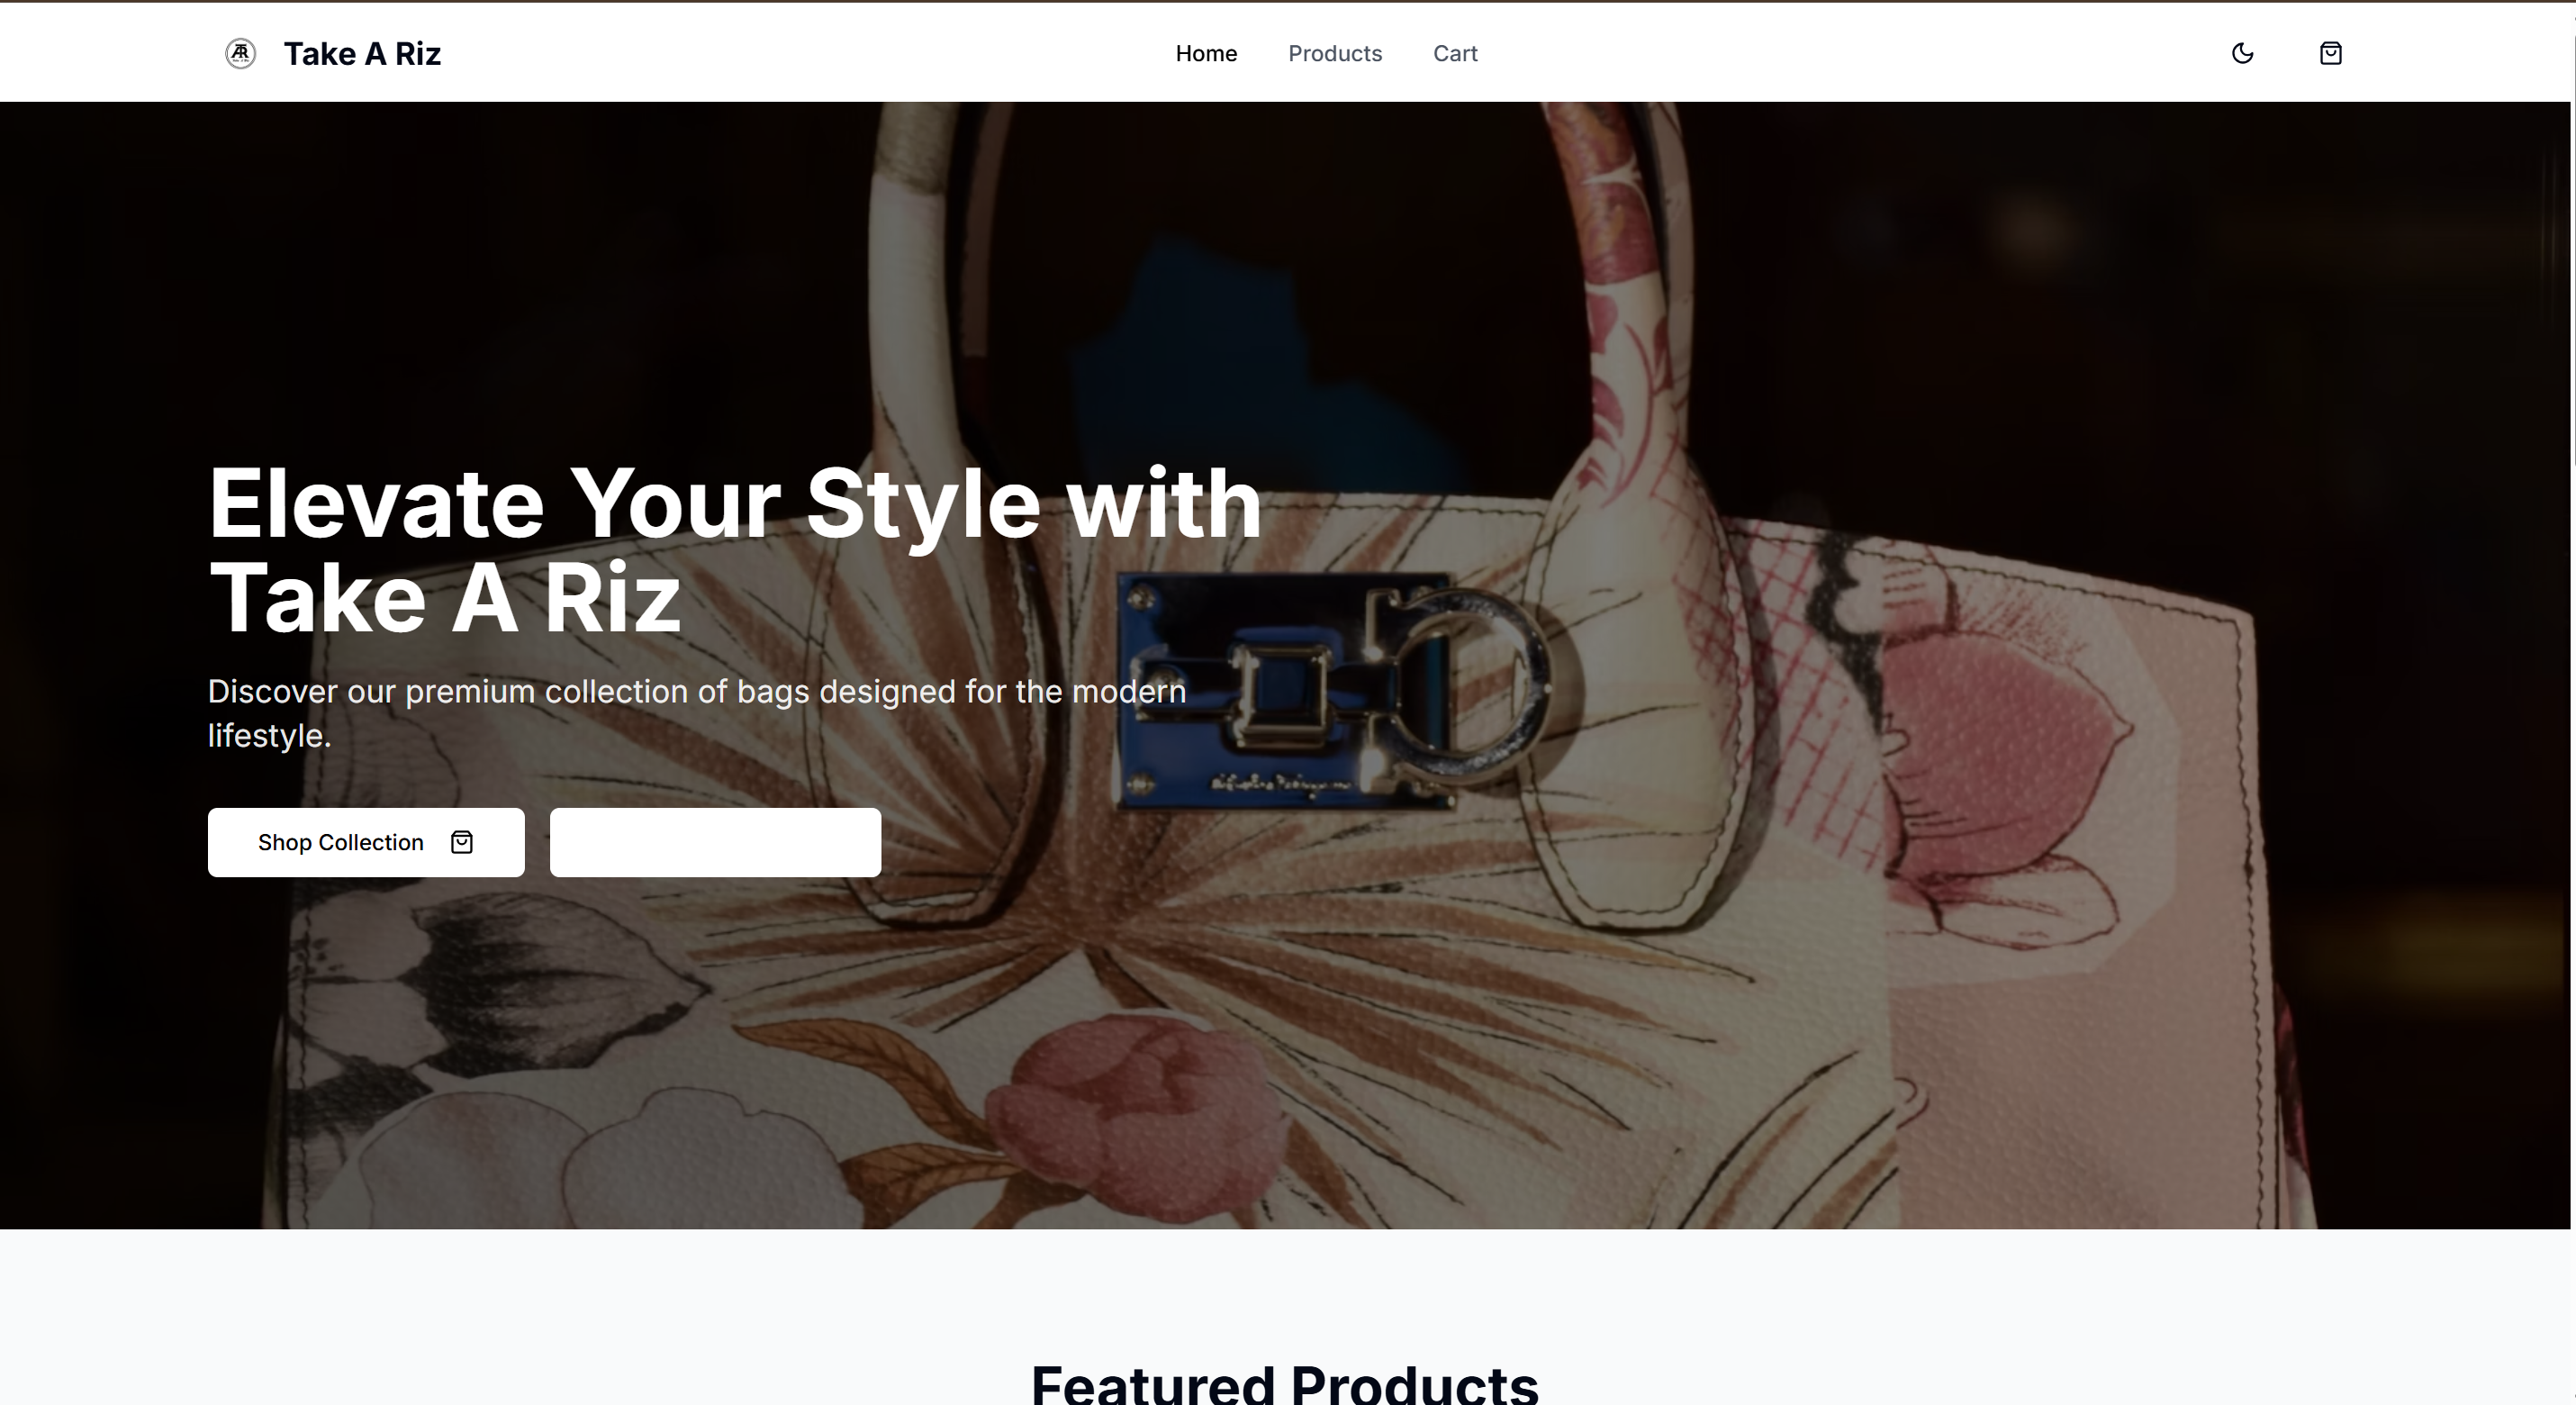 Take A Riz
Home
Products
Cart
Elevate Your Style with
Take A Riz
Discover our premium collection of bags designed for the modern
lifestyle.
Shop Collection
Featured Products